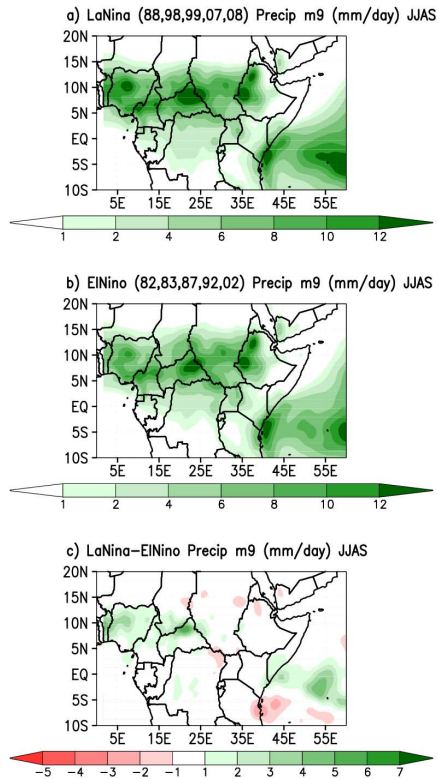 a) LaNina (88,98,99,07,08) Precip m9 (mm/day) JJAS
20N
15N
10N
5N
EQ
5S
10S
5E 15E 25E 35E 45E 55E
1 2 4 6 8 10 12
b) ElNino (82,83,87,92,02) Precip m9 (mm/day) JJAS
20N
15N
10N
5N
EQ
5S
10S
5E 15E 25E 35E 45E 55E
1 2 4 6 8 10 12
c) LaNina-ElNino Precip m9 (mm/day) JJAS
20N
15N
10N
5N
EQ
5S
10S
5E 15E 25E 35E 45E 55E
-5 -4 -3 -2 -1 1 2 3 4 5 6 7